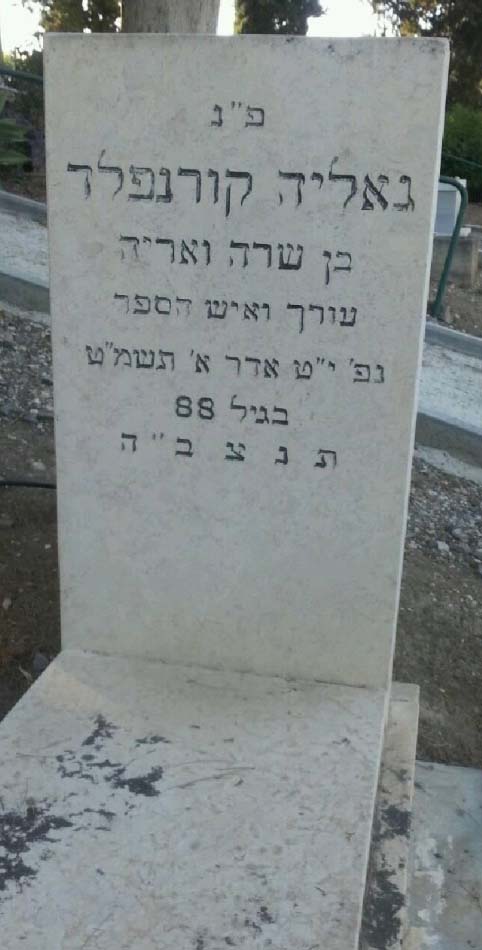 פ"נ
גאליה קורנפלד
בן שרה ואריה
עורך ואיש הספר
נפ' י"ט אדר א' תשמ"ט
בגיל 88
ת נ צ ב" ה